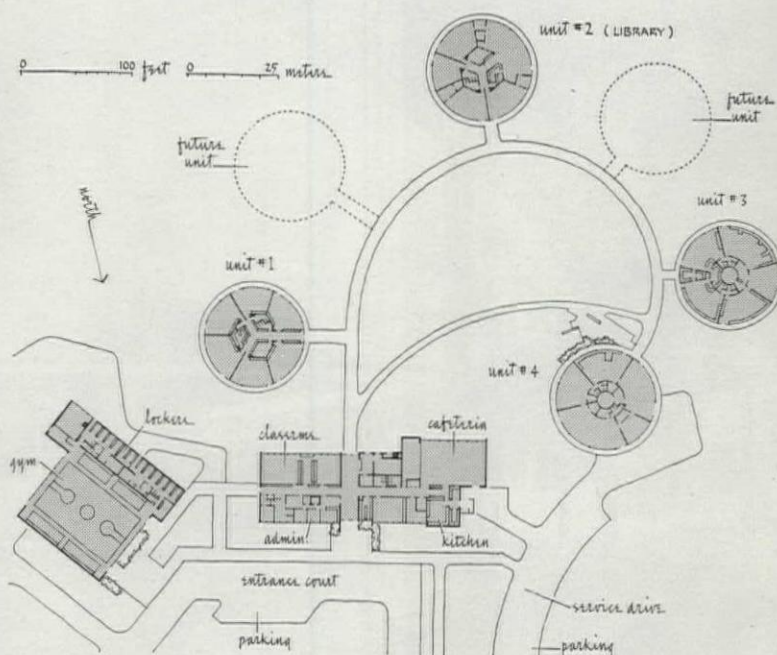 unit #2 (LIBRARY)
0 100 feet 0 25 meters
future
unit
future
unit
north
unit #3
unit #1
unit #4
lockers
classrms
cafeteria
gym
admin
kitchen
entrance court
service drive
parking
parking